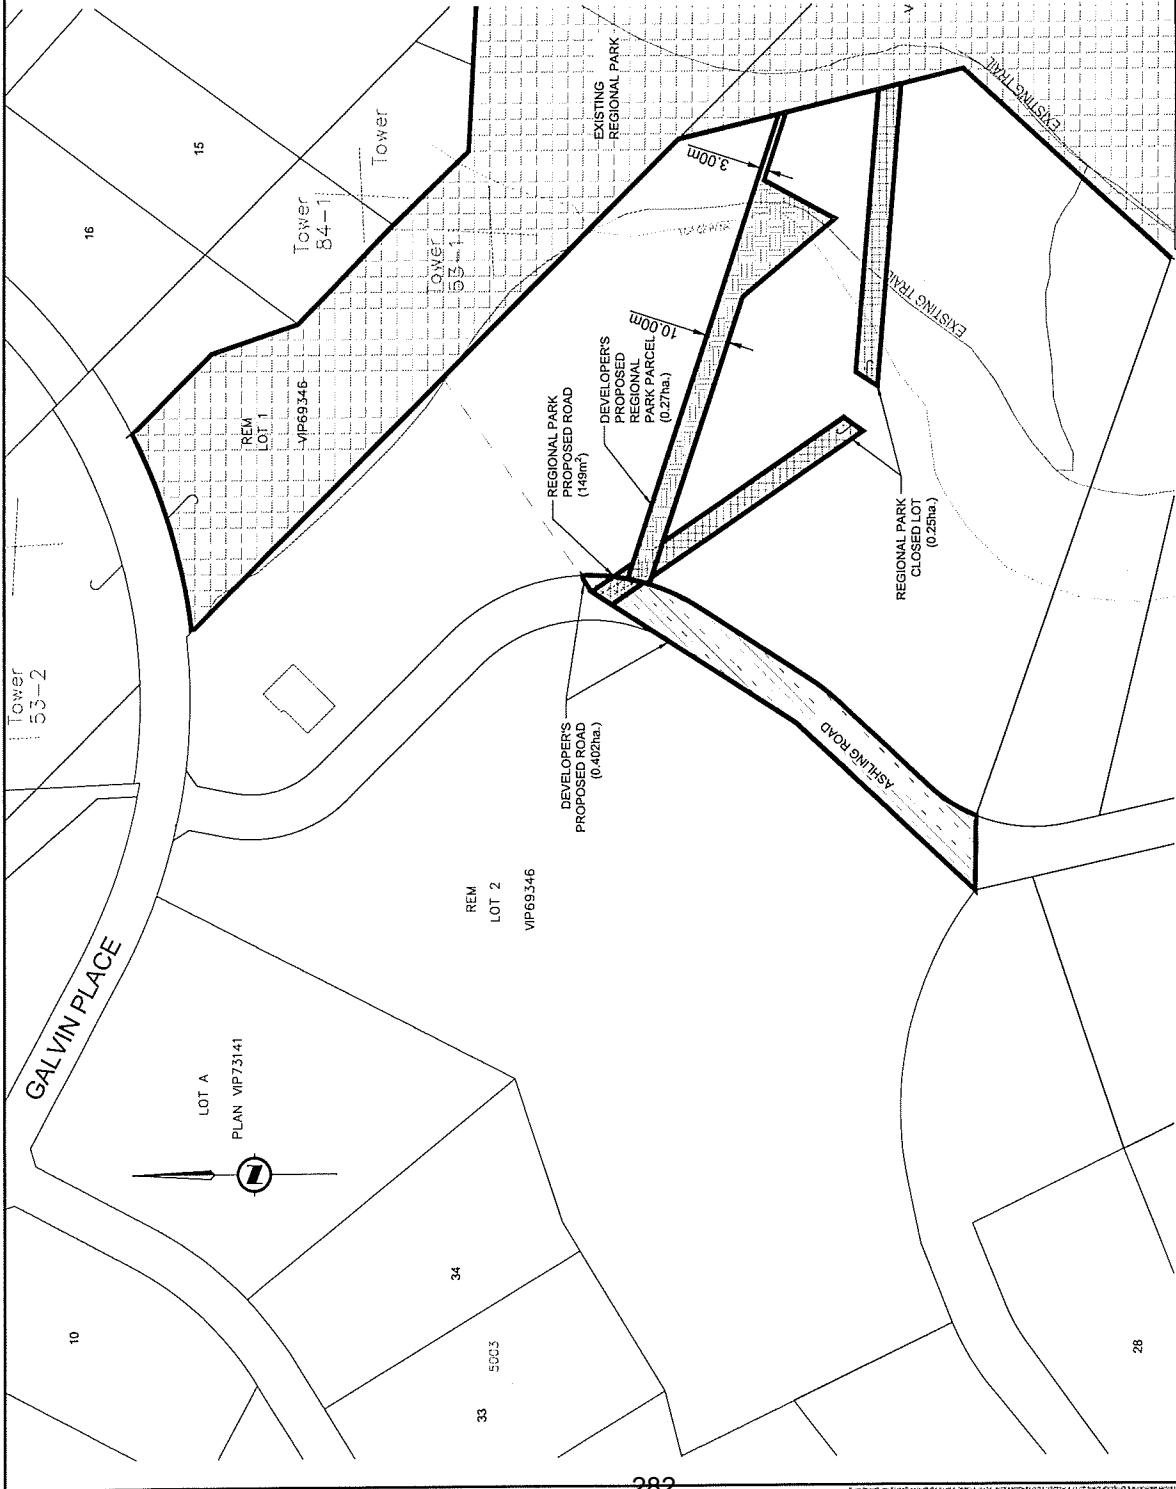 GALVIN PLACE
LOT A
PLAN VIP73141
N
10
34
33
5003
28
16
15
Tower
53-2
Tower
84-1
Tower
Tower
53-1
REM
LOT 1
VIP69346
REM
LOT 2
VIP69346
EXISTING
REGIONAL PARK
EXISTING TRAIL
EXISTING TRAIL
EXISTING TRAIL
3.00m
10.00m
REGIONAL PARK
PROPOSED ROAD
(149m²)
DEVELOPER'S
PROPOSED
REGIONAL
PARK PARCEL
(0.27ha.)
DEVELOPER'S
PROPOSED ROAD
(0.402ha.)
REGIONAL PARK
CLOSED LOT
(0.25ha.)
ASHLING ROAD
282